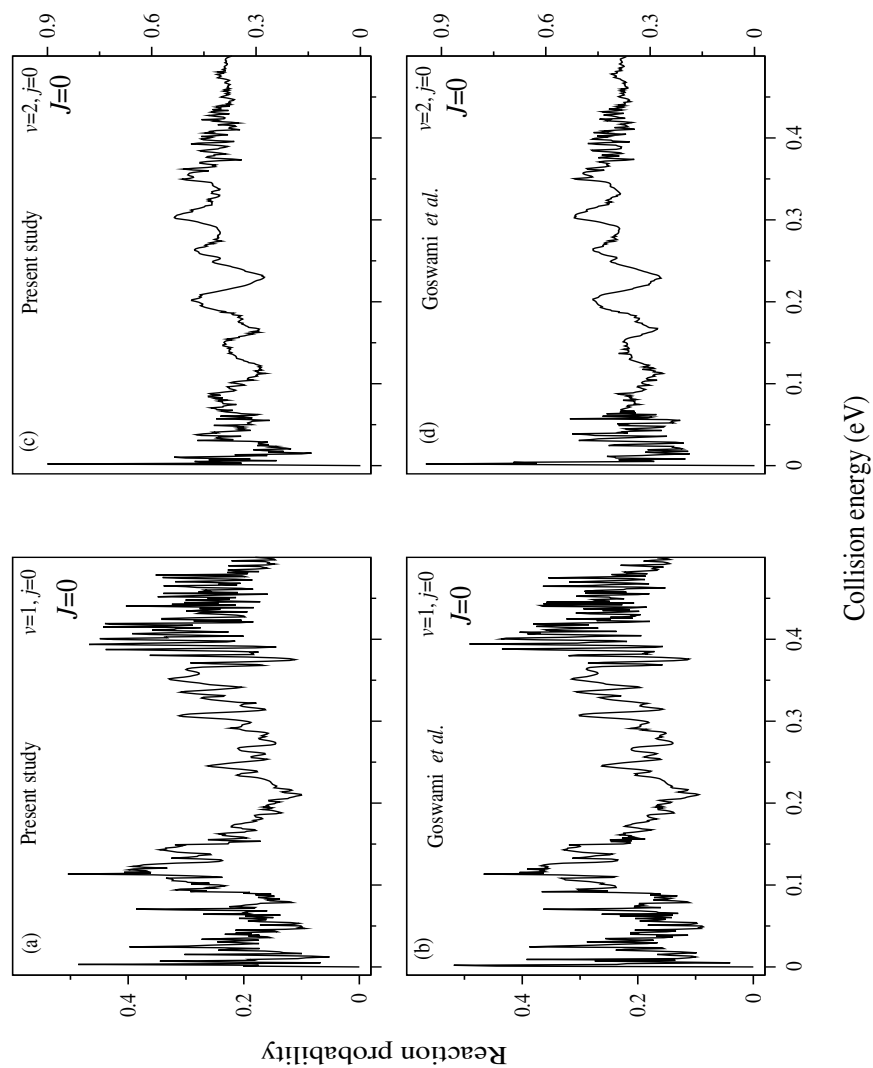 Reaction probability
(a)
Present study
v=1, j=0
J=0
0.4
0.2
0
(c)
Present study
v=2, j=0
J=0
0.9
0.6
0.3
0
(b)
Goswami et al.
v=1, j=0
J=0
0.4
0.2
0
0
0.1
0.2
0.3
0.4
(d)
Goswami et al.
v=2, j=0
J=0
0.9
0.6
0.3
0
0
0.1
0.2
0.3
0.4
Collision energy (eV)